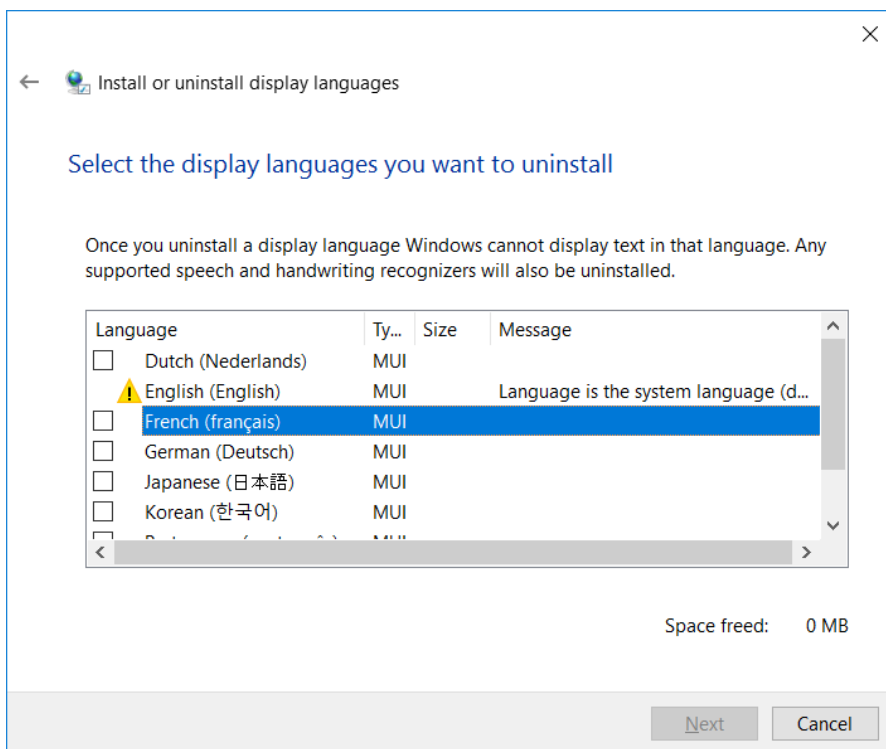 Install or uninstall display languages
Select the display languages you want to uninstall
Once you uninstall a display language Windows cannot display text in that language. Any
supported speech and handwriting recognizers will also be uninstalled.
Language Ty... Size Message
Dutch (Nederlands) MUI
English (English) MUI Language is the system language (d...
French (français) MUI
German (Deutsch) MUI
Japanese (日本語) MUI
Korean (한국어) MUI
Space freed: 0 MB
Next Cancel